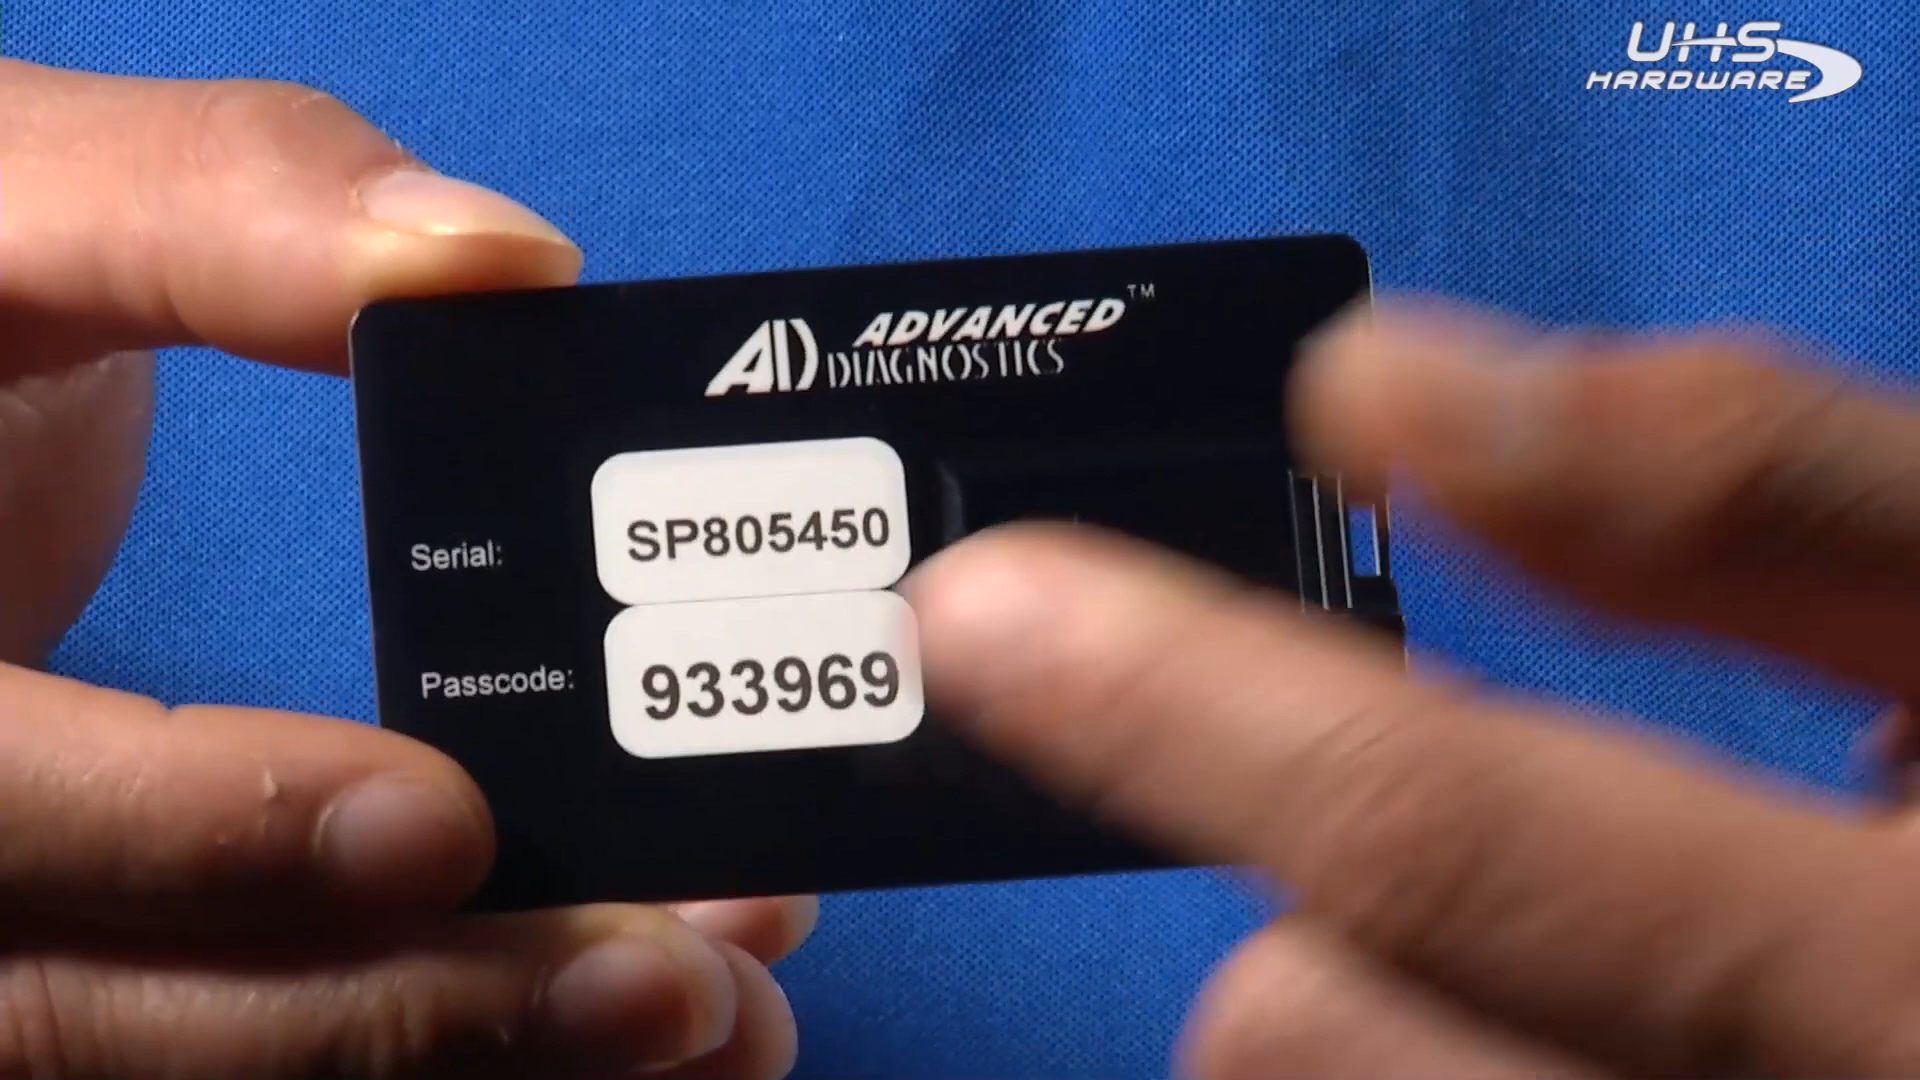 UHS
HARDWARE
AD ADVANCED™
DIAGNOSTICS
Serial: SP805450
Passcode: 933969